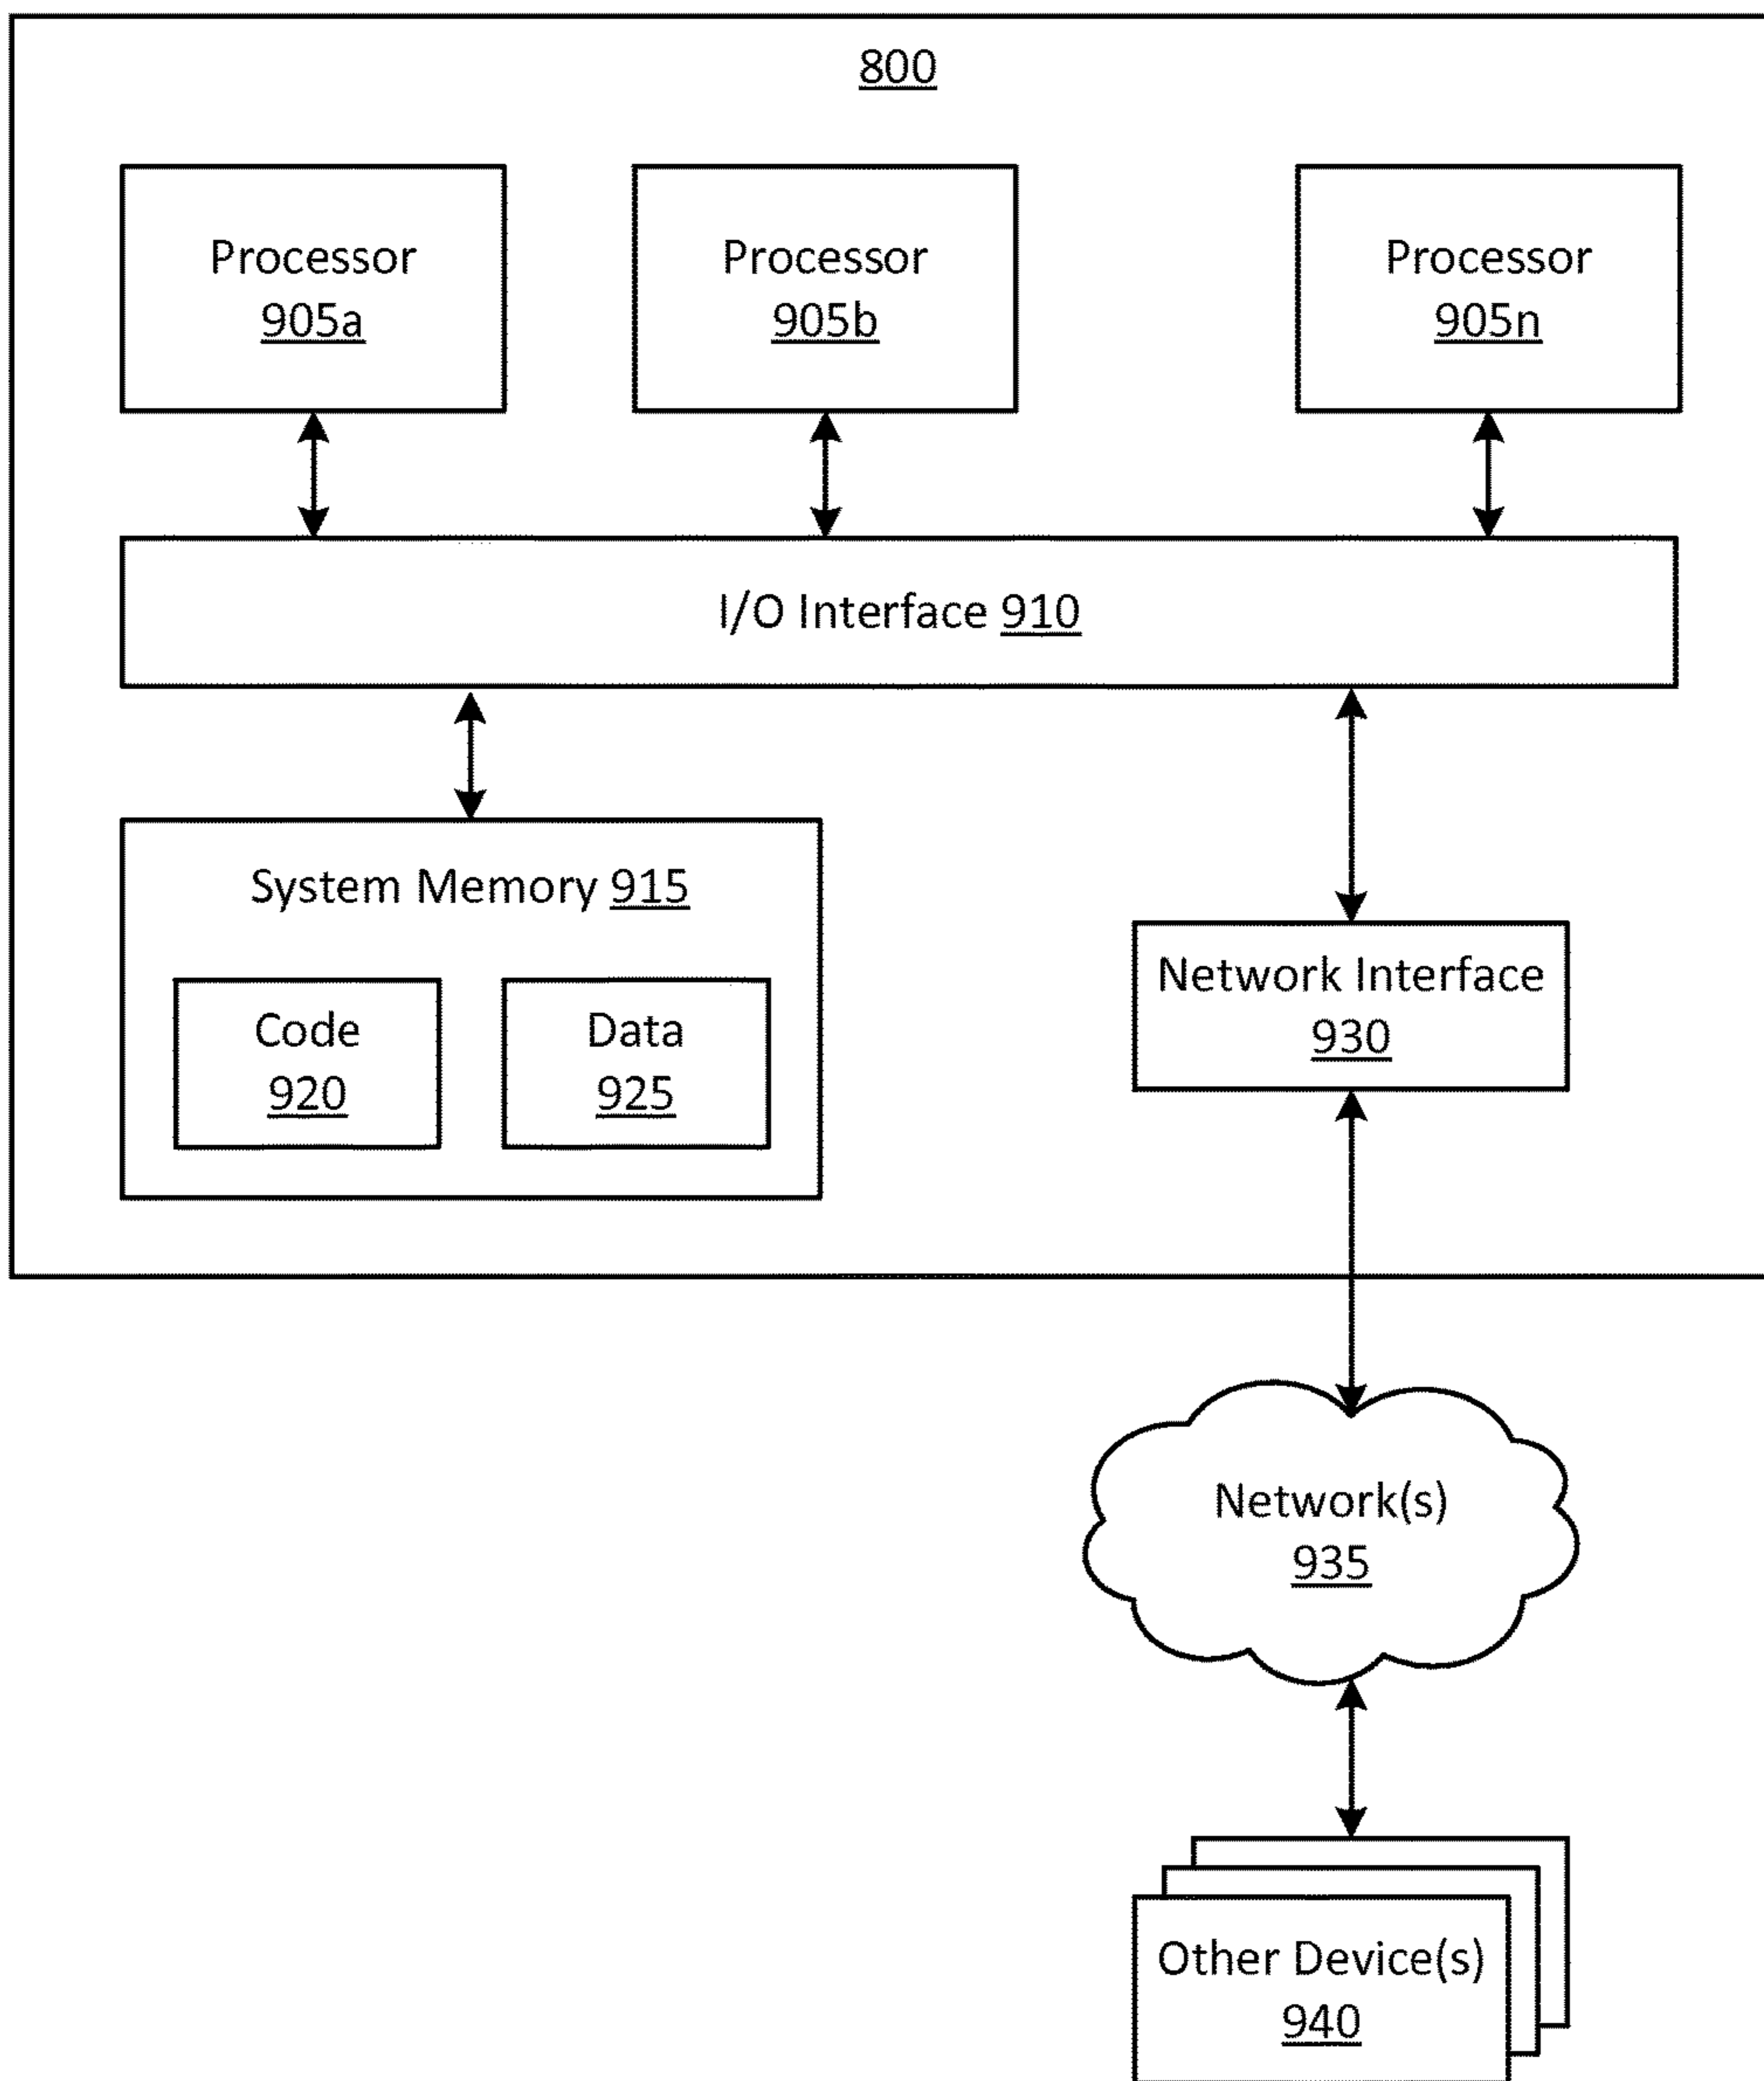 800
Processor
905a
Processor
905b
Processor
905n
I/O Interface 910
System Memory 915
Code
920
Data
925
Network Interface
930
Network(s)
935
Other Device(s)
940